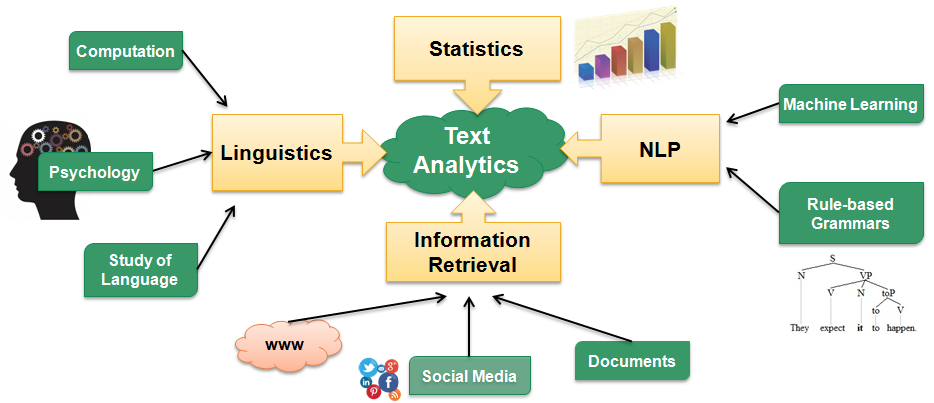 Computation
Statistics
Machine Learning
Linguistics
Text
Analytics
NLP
Psychology
Rule-based
Grammars
Information
Retrieval
Study of
Language
S
N VP
V N toP
to V
They expect it to happen.
www
Social Media
Documents